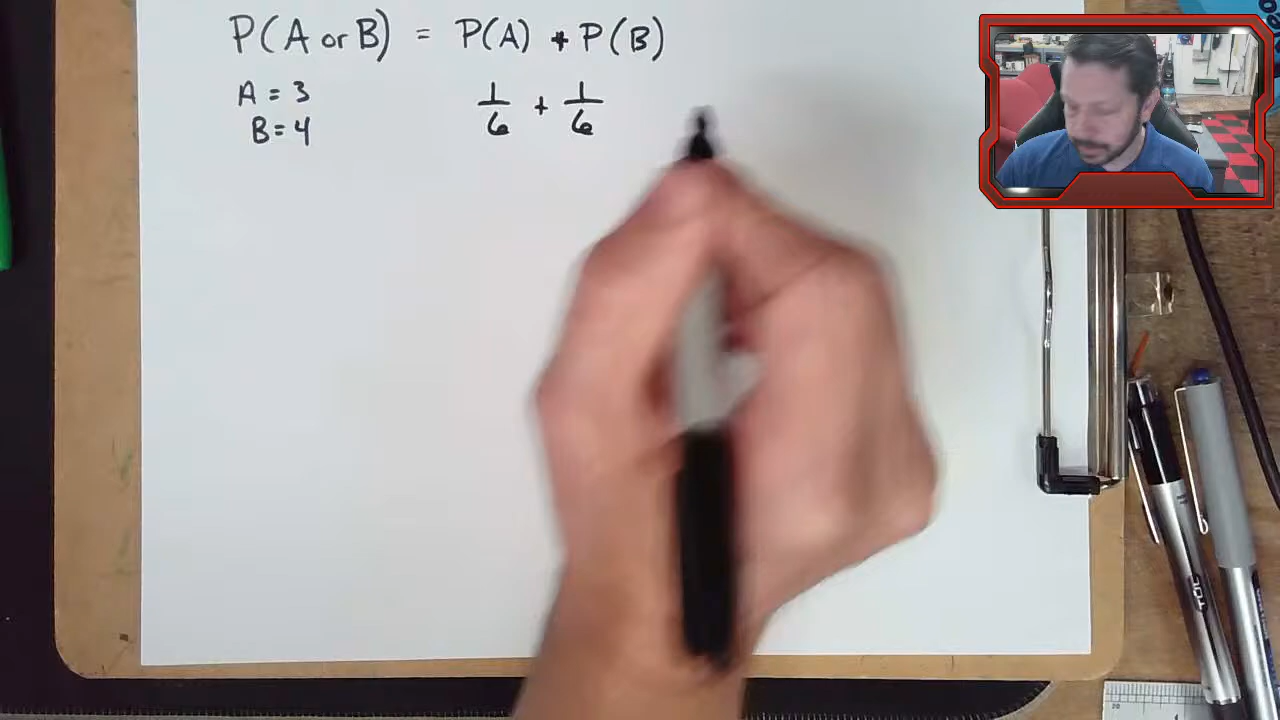 P(A or B) = P(A) + P(B)
A = 3
B = 4
1/6 + 1/6